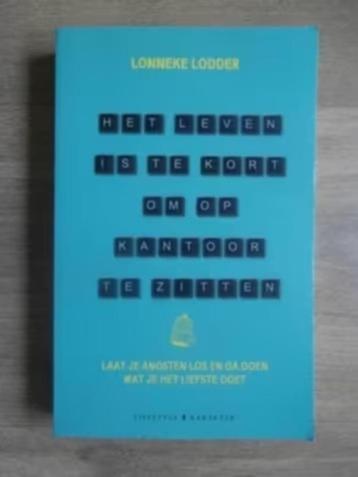 LONNEKE LODDER
HET LEVEN
IS TE KORT
OM OP
KANTOOR
TE ZITTEN
LAAT JE ANGSTEN LOS EN GA DOEN
WAT JE HET LIEFSTE DOET